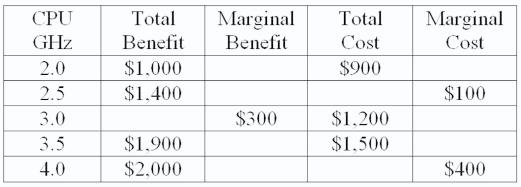 CPU GHz Total Benefit Marginal Benefit Total Cost Marginal Cost
2.0 $1,000 $900
2.5 $1,400 $100
3.0 $300 $1,200
3.5 $1,900 $1,500
4.0 $2,000 $400